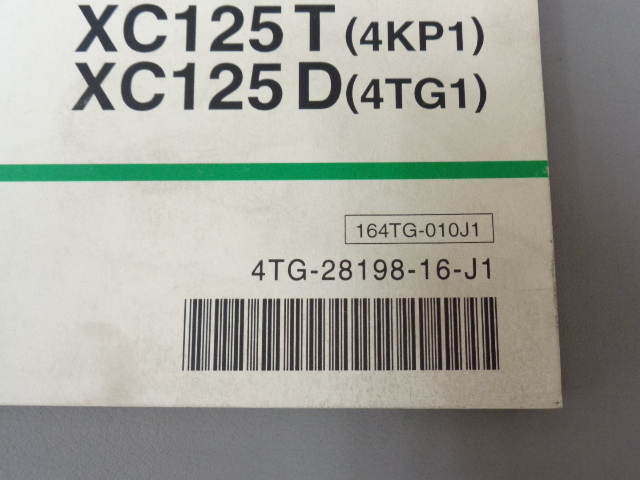 XC125T (4KP1)
XC125D (4TG1)
164TG-010J1
4TG-28198-16-J1